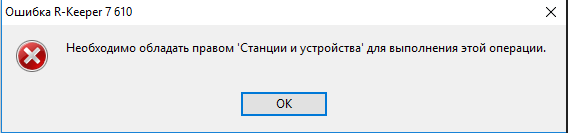 Ошибка R-Keeper 7 610
Необходимо обладать правом 'Станции и устройства' для выполнения этой операции.
OK